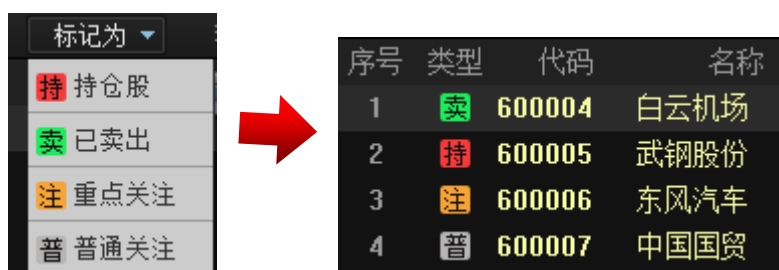 标记为
持 持仓股
卖 已卖出
注 重点关注
普 普通关注
序号 类型 代码 名称
1 卖 600004 白云机场
2 持 600005 武钢股份
3 注 600006 东风汽车
4 普 600007 中国国贸